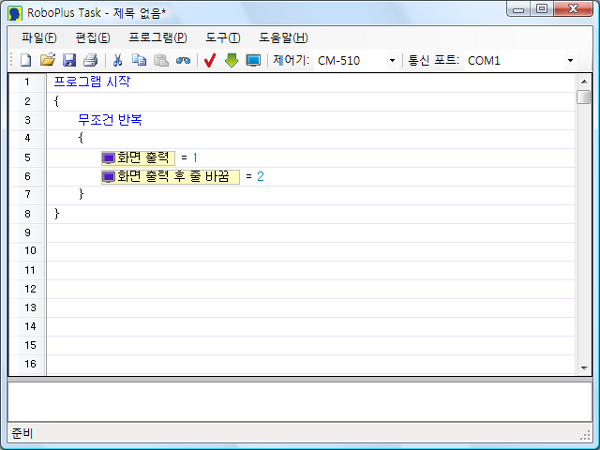 RoboPlus Task - 제목 없음*
파일(F) 편집(E) 프로그램(P) 도구(T) 도움말(H)
제어기: CM-510 통신 포트: COM1
1 프로그램 시작
2 {
3 무조건 반복
4 {
5 화면 출력 = 1
6 화면 출력 후 줄 바꿈 = 2
7 }
8 }
9
10
11
12
13
14
15
16
준비